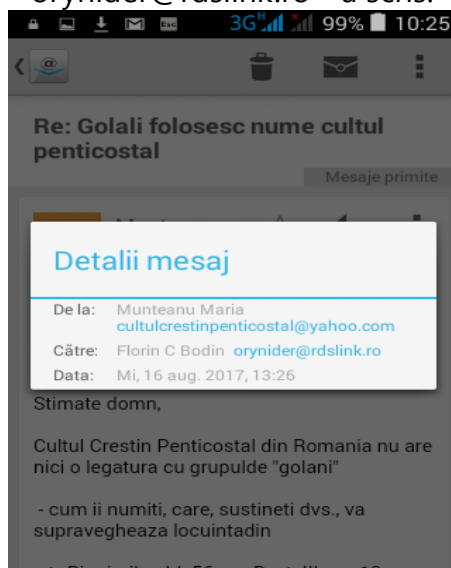 orynider@rdslink.ro a scris:
Esc 3G H 99% 10:25
Re: Golali folosesc nume cultul
penticostal
Mesaje primite
Detalii mesaj
De la: Munteanu Maria
cultulcrestinpenticostal@yahoo.com
Către: Florin C Bodin orynider@rdslink.ro
Data: Mi, 16 aug. 2017, 13:26
Stimate domn,
Cultul Crestin Penticostal din Romania nu are
nici o legatura cu grupulde "golani"
- cum ii numiti, care, sustineti dvs., va
supravegheaza locuintadin